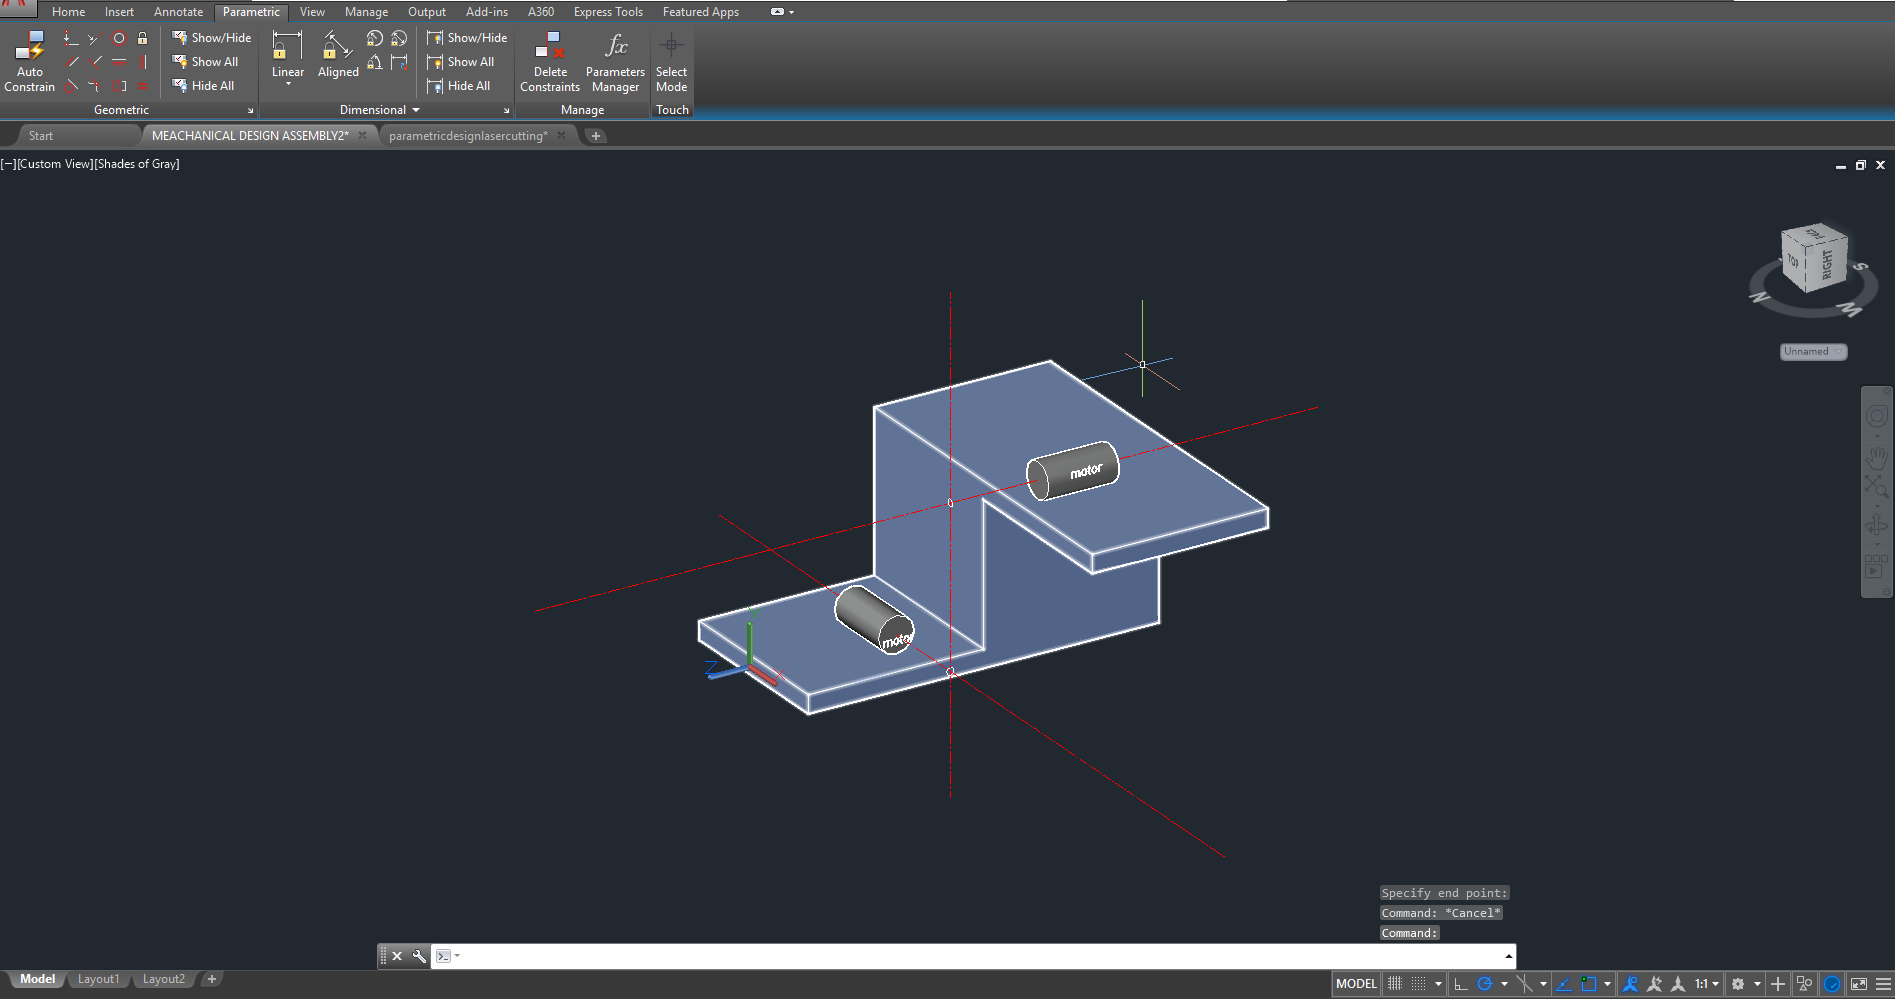 Home Insert Annotate Parametric View Manage Output Add-ins A360 Express Tools Featured Apps
Auto Constrain
Show/Hide
Show All
Hide All
Geometric
Linear
Aligned
Show/Hide
Show All
Hide All
Dimensional
Delete Constraints
Parameters Manager
Manage
Select Mode
Touch
Start MEACHANICAL DESIGN ASSEMBLY2* parametricdesignlasercutting*
[−][Custom View][Shades of Gray]
TOP
RIGHT
N
S
Unnamed
motor
motor
Z
Specify end point:
Command: *Cancel*
Command:
Model Layout1 Layout2
MODEL 1:1